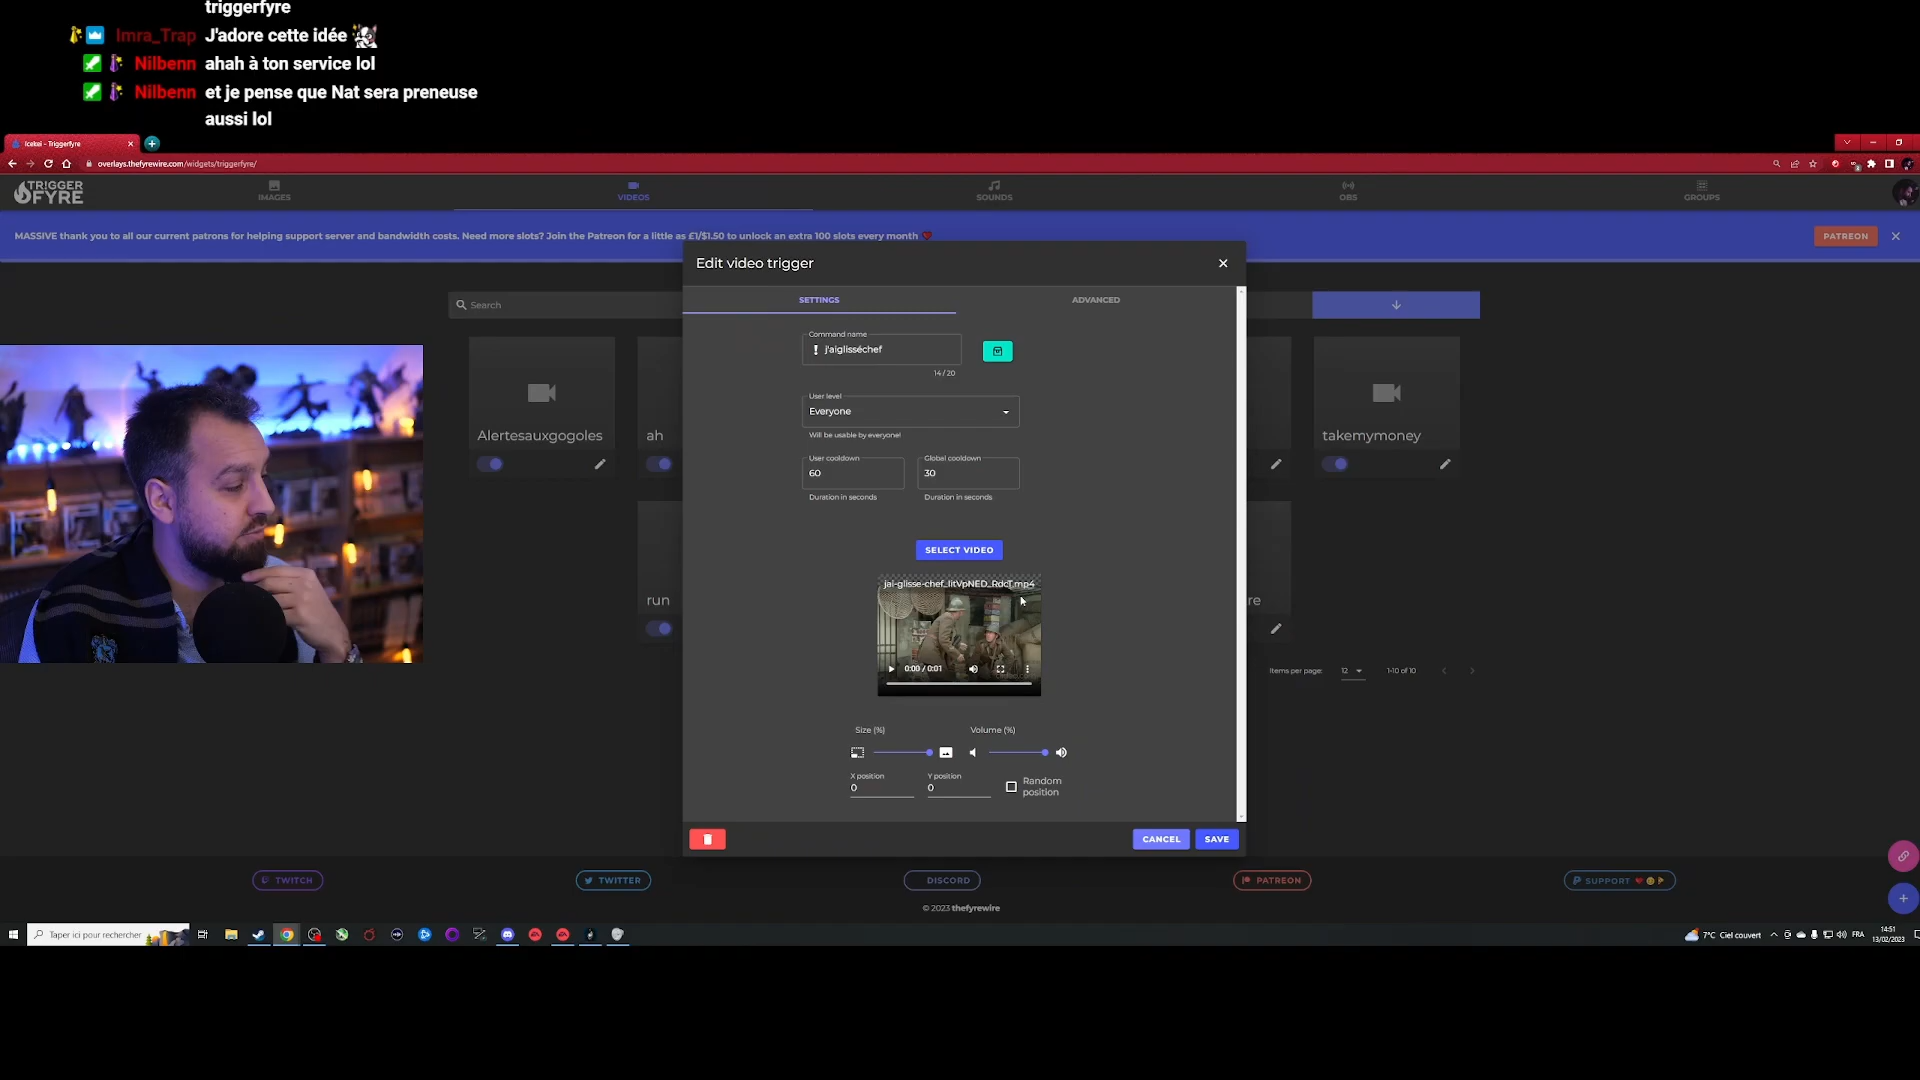 triggerfyre
Imra_Trap J'adore cette idée
Nilbenn ahah à ton service lol
Nilbenn et je pense que Nat sera preneuse
aussi lol
Icekei - Triggerfyre
overlays.thefyrewire.com/widgets/triggerfyre/
TRIGGER FYRE
IMAGES
VIDEOS
SOUNDS
OBS
GROUPS
MASSIVE thank you to all our current patrons for helping support server and bandwidth costs. Need more slots? Join the Patreon for a little as £1/$1.50 to unlock an extra 100 slots every month
PATREON
Edit video trigger
SETTINGS
ADVANCED
Search
Command name
! j'aiglisséchef
14 / 20
User level
Everyone
Will be usable by everyone!
User cooldown
60
Duration in seconds
Global cooldown
30
Duration in seconds
SELECT VIDEO
0:00 / 0:01
Size (%)
Volume (%)
X position
0
Y position
0
Random
position
CANCEL
SAVE
Alertesauxgogoles
ah
takemymoney
run
re
Items per page:
12
1-10 of 10
TWITCH
TWITTER
DISCORD
PATREON
SUPPORT
© 2023 thefyrewire
Taper ici pour rechercher
7°C Ciel couvert
FRA
14:51
13/02/2023